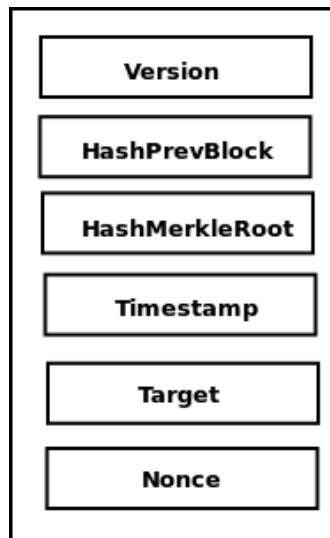 Version
HashPrevBlock
HashMerkleRoot
Timestamp
Target
Nonce